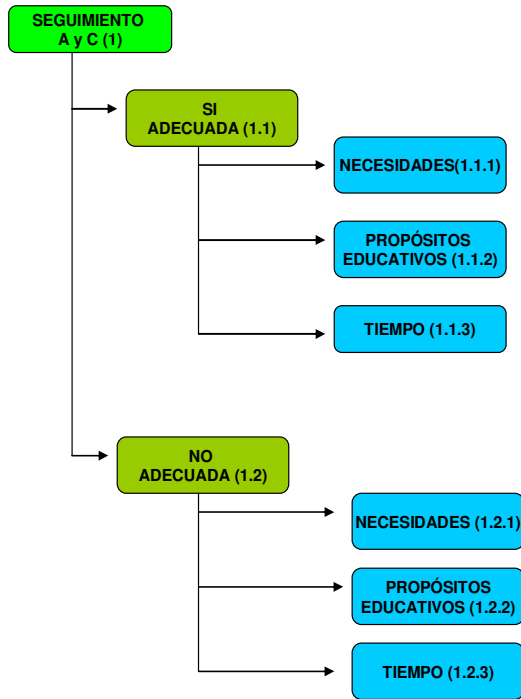 SEGUIMIENTO
A y C (1)
SI
ADECUADA (1.1)
NECESIDADES(1.1.1)
PROPÓSITOS
EDUCATIVOS (1.1.2)
TIEMPO (1.1.3)
NO
ADECUADA (1.2)
NECESIDADES (1.2.1)
PROPÓSITOS
EDUCATIVOS (1.2.2)
TIEMPO (1.2.3)